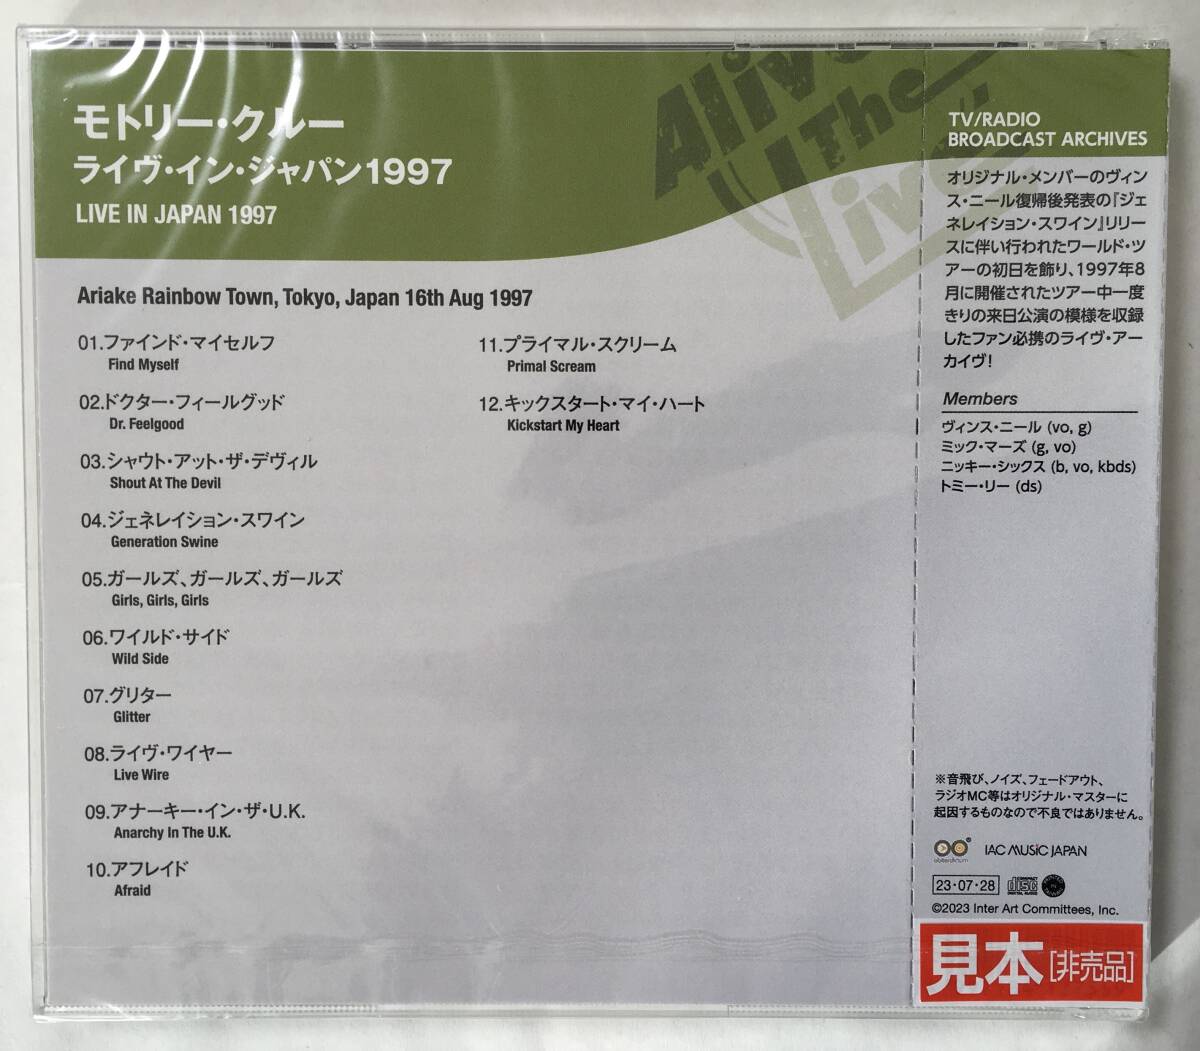 モトリー・クルー
ライヴ・イン・ジャパン1997
LIVE IN JAPAN 1997
Alive
The
Live
Ariake Rainbow Town, Tokyo, Japan 16th Aug 1997
01.ファインド・マイセルフ
Find Myself
02.ドクター・フィールグッド
Dr. Feelgood
03.シャウト・アット・ザ・デヴィル
Shout At The Devil
04.ジェネレイション・スワイン
Generation Swine
05.ガールズ、ガールズ、ガールズ
Girls, Girls, Girls
06.ワイルド・サイド
Wild Side
07.グリター
Glitter
08.ライヴ・ワイヤー
Live Wire
09.アナーキー・イン・ザ・U.K.
Anarchy In The U.K.
10.アフレイド
Afraid
11.プライマル・スクリーム
Primal Scream
12.キックスタート・マイ・ハート
Kickstart My Heart
TV/RADIO
BROADCAST ARCHIVES
オリジナル・メンバーのヴィン
ス・ニール復帰後発表の『ジェ
ネレイション・スワイン』リリー
スに伴い行われたワールド・ツ
アーの初日を飾り、1997年8
月に開催されたツアー中一度
きりの来日公演の模様を収録
したファン必携のライヴ・アー
カイヴ!
Members
ヴィンス・ニール (vo, g)
ミック・マーズ (g, vo)
ニッキー・シックス (b, vo, kbds)
トミー・リー (ds)
※音飛び、ノイズ、フェードアウト、
ラジオMC等はオリジナル・マスターに
起因するものなので不良ではありません。
IAC MUSIC JAPAN
23・07・28
COMPACT
disc
DIGITAL AUDIO
©2023 Inter Art Committees, Inc.
見本[非売品]